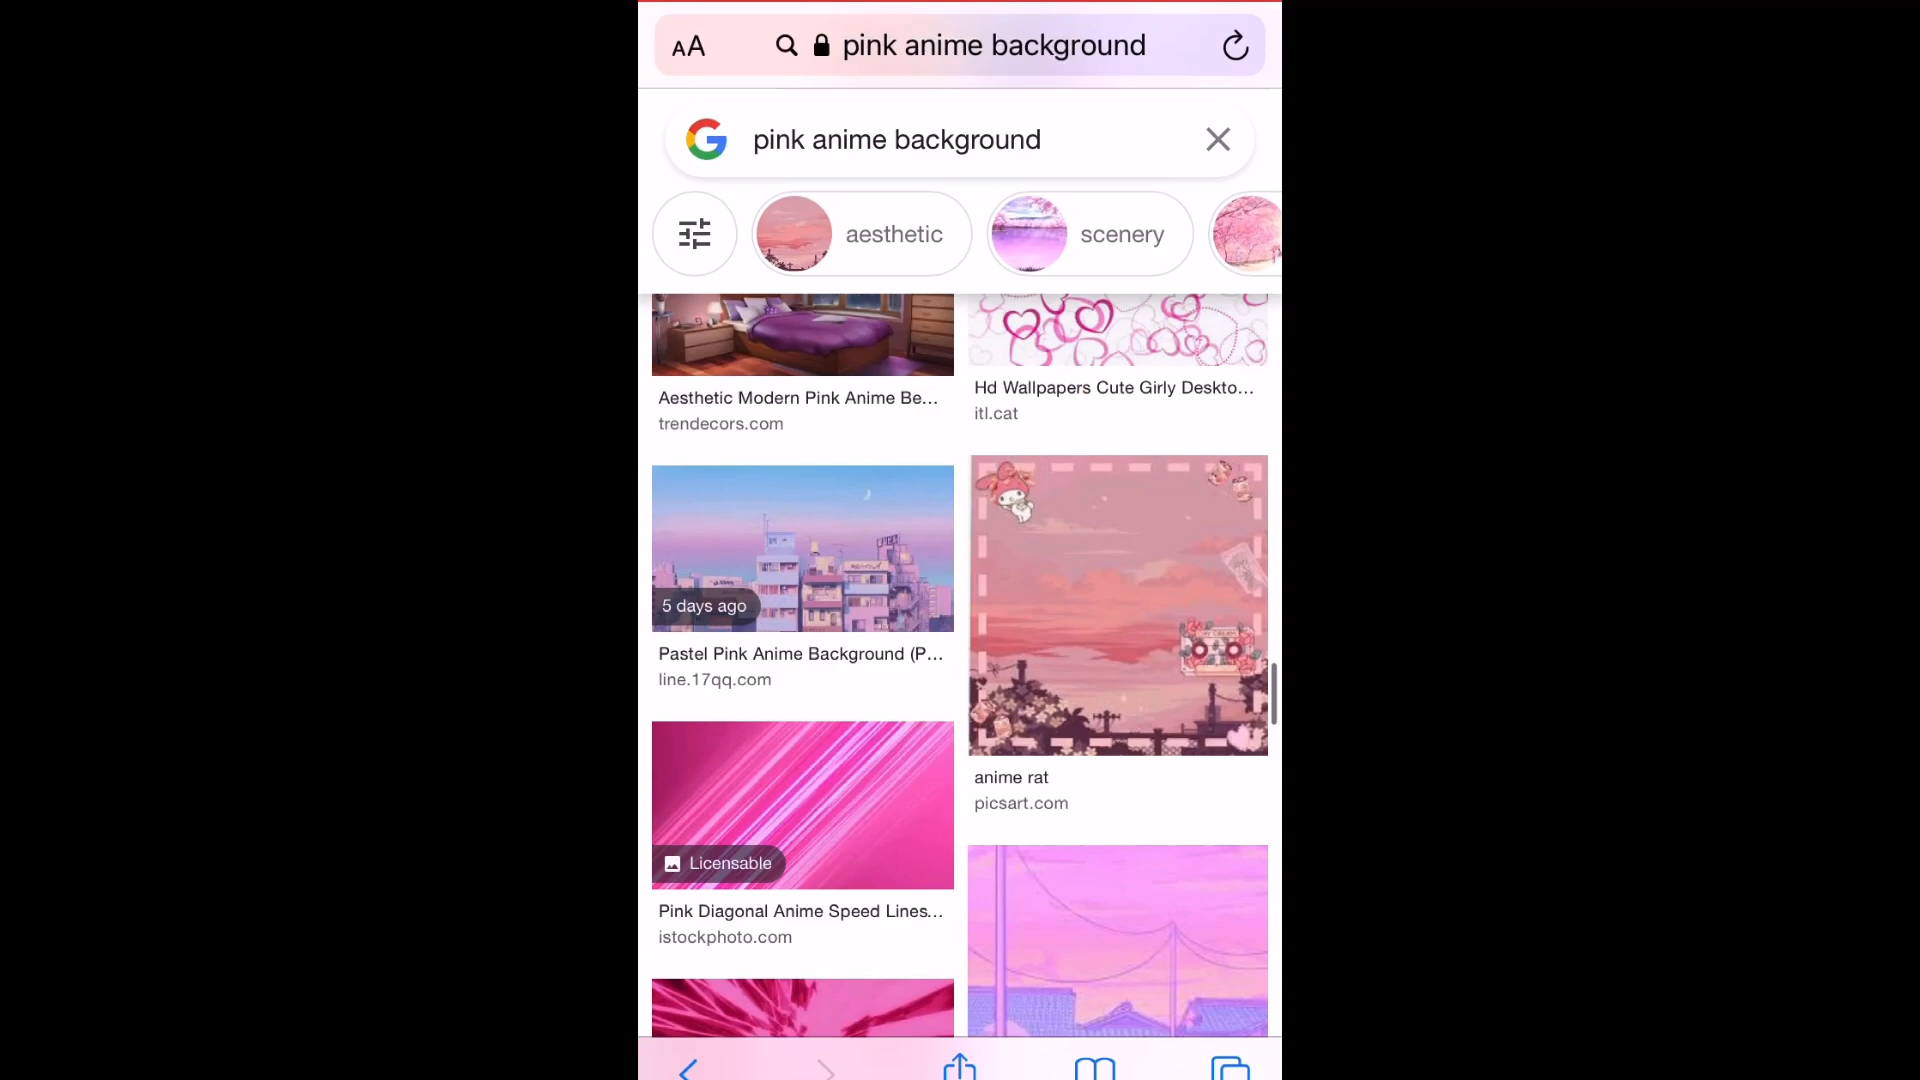 AA
pink anime background
pink anime background
aesthetic
scenery
Aesthetic Modern Pink Anime Be...
trendecors.com
Hd Wallpapers Cute Girly Deskto...
itl.cat
5 days ago
Pastel Pink Anime Background (P...
line.17qq.com
anime rat
picsart.com
Licensable
Pink Diagonal Anime Speed Lines...
istockphoto.com